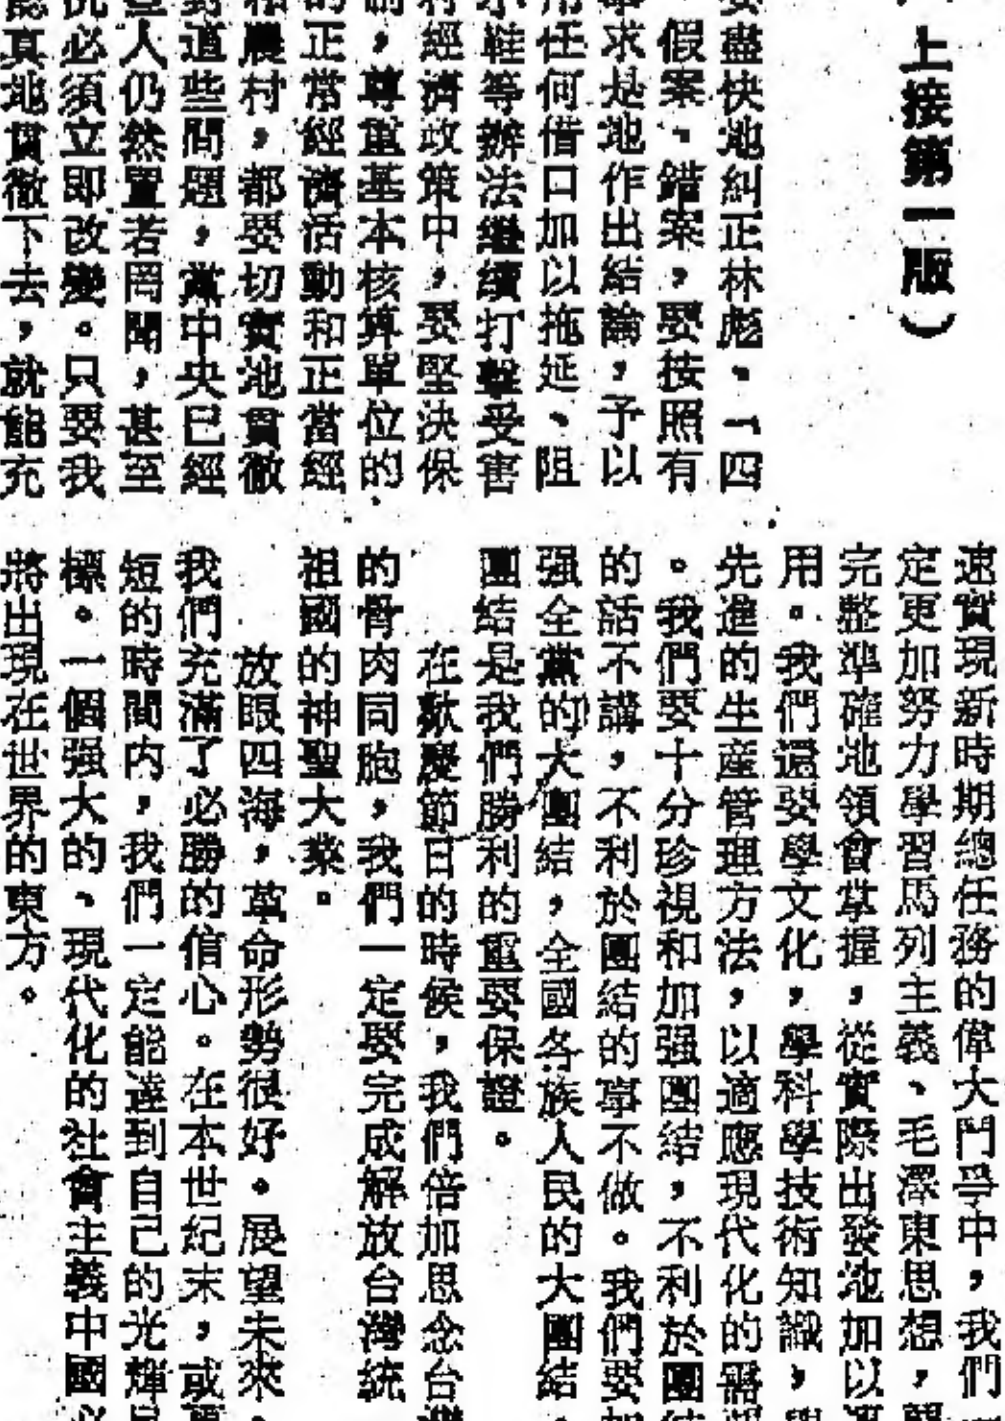 上接第一版）
盡快地糾正林彪、「四
假案、錯案，要按照有
求是地作出結論，予以
任何借口加以拖延、阻
鞋等辦法繼續打擊受害
經濟政策中，要堅決保
，尊重基本核算單位的
正常經濟活動和正當經
農村，都要切實地貫徹
這些問題，黨中央已經
人仍然置若罔聞，甚至
必須立即改變。只要我
真地貫徹下去，就能充
速實現新時期總任務的偉大鬥爭中，我們
定更加努力學習馬列主義、毛澤東思想，
完整準確地領會掌握，從實際出發地加以
用。我們還要學文化，學科學技術知識，
先進的生產管理方法，以適應現代化的需
。我們要十分珍視和加强團結，不利於團
的話不講，不利於團結的事不做。我們要
强全黨的大團結，全國各族人民的大團結，
團結是我們勝利的重要保證。
在歡慶節日的時候，我們倍加思念台
的骨肉同胞，我們一定要完成解放台灣統
祖國的神聖大業。
放眼四海，革命形勢很好。展望未來，
我們充滿了必勝的信心。在本世紀末，或
短的時間内，我們一定能達到自己的光輝
標。一個强大的、現代化的社會主義中國
將出現在世界的東方。